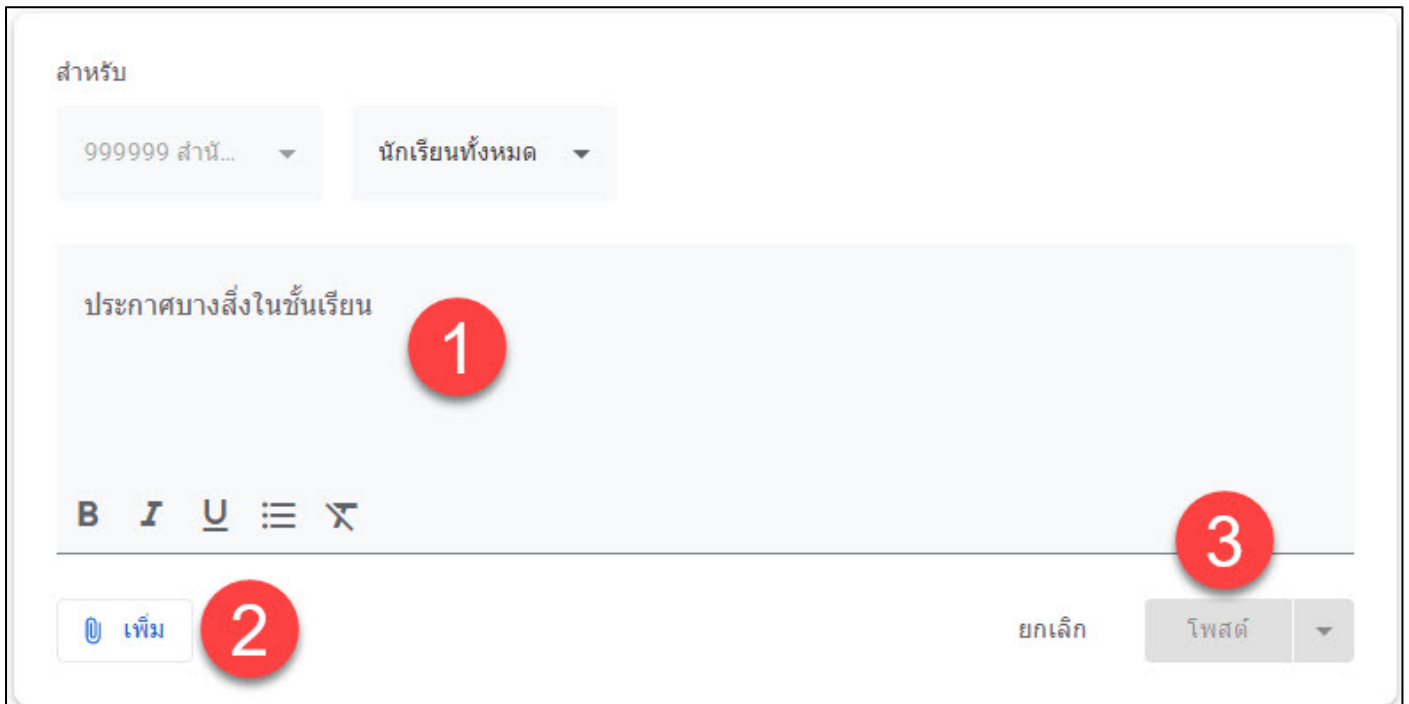 สำหรับ
999999 สำนั... นักเรียนทั้งหมด
ประกาศบางสิ่งในชั้นเรียน
1
B I U
3
เพิ่ม 2 ยกเลิก โพสต์